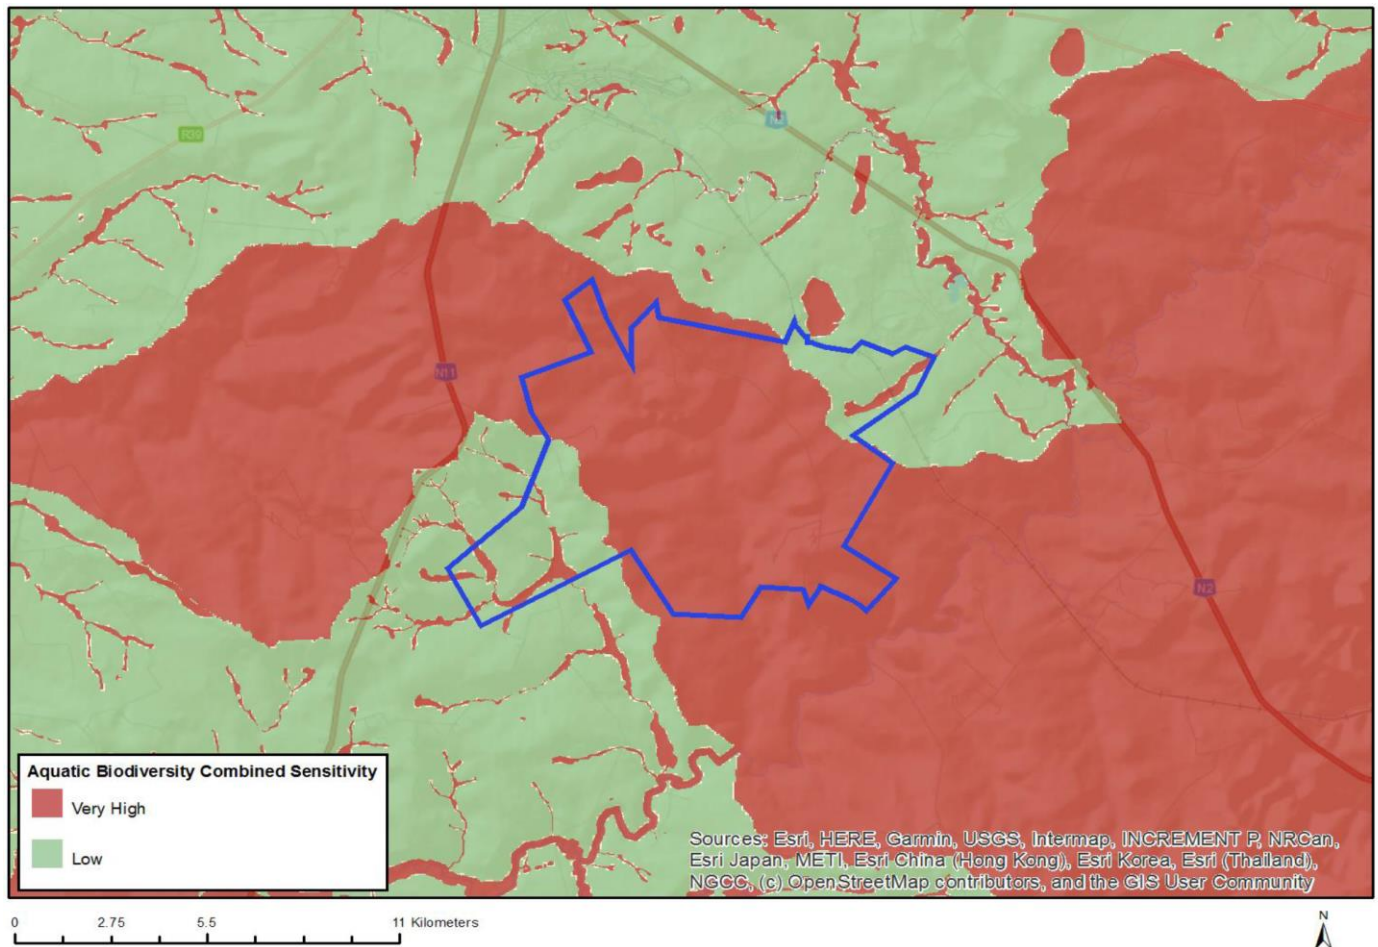 R39
N2
N11
N2
Aquatic Biodiversity Combined Sensitivity
Very High
Low
Sources: Esri, HERE, Garmin, USGS, Intermap, INCREMENT P, NRCan,
Esri Japan, METI, Esri China (Hong Kong), Esri Korea, Esri (Thailand),
NGCC, (c) OpenStreetMap contributors, and the GIS User Community
0 2.75 5.5 11 Kilometers
N